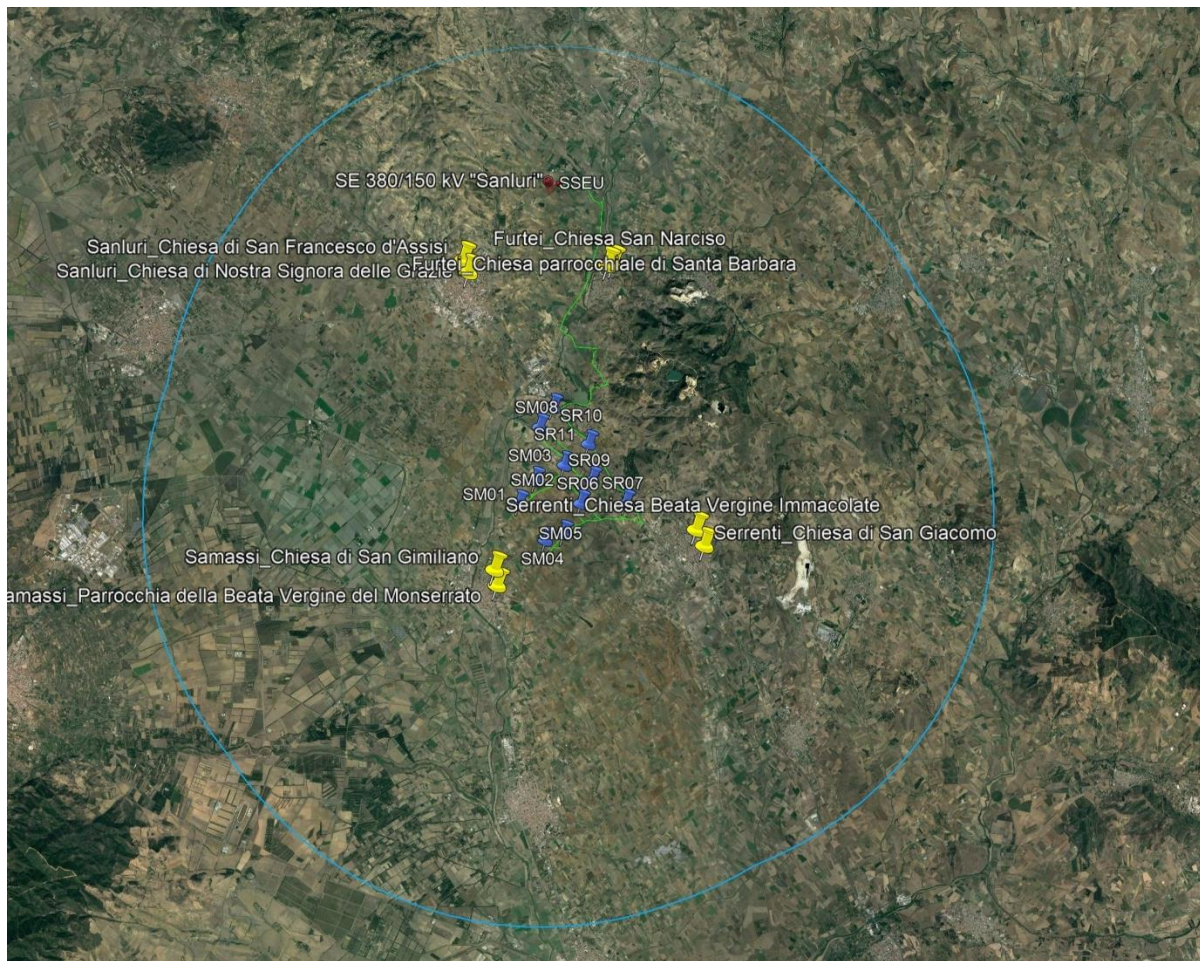 SE 380/150 kV "Sanluri"
SSEU
Furtei_Chiesa San Narciso
Sanluri_Chiesa di San Francesco d'Assisi
Furtei_Chiesa parrocchiale di Santa Barbara
Sanluri_Chiesa di Nostra Signora delle Grazie
SM08
SR10
SR11
SM03
SR09
SM02
SR06
SR07
SM01
Serrenti_Chiesa Beata Vergine Immacolate
SM05
Serrenti_Chiesa di San Giacomo
Samassi_Chiesa di San Gimiliano
SM04
amassi_Parrocchia della Beata Vergine del Monserrato